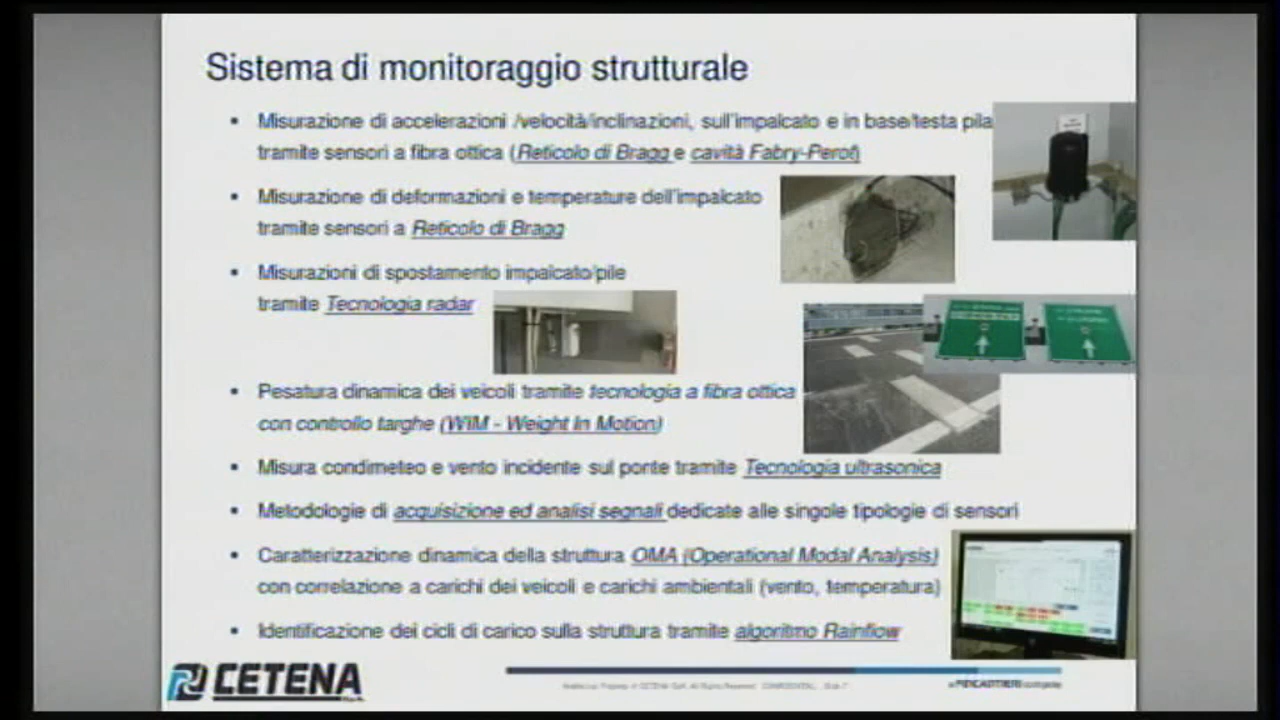 Sistema di monitoraggio strutturale
• Misurazione di accelerazioni /velocità/inclinazioni, sull'impalcato e in base/testa pila
tramite sensori a fibra ottica (Reticolo di Bragg e cavità Fabry-Perot)
• Misurazione di deformazioni e temperature dell'impalcato
tramite sensori a Reticolo di Bragg
• Misurazioni di spostamento impalcato/pile
tramite Tecnologia radar
• Pesatura dinamica dei veicoli tramite tecnologia a fibra ottica
con controllo targhe (WIM - Weight In Motion)
• Misura condimeteo e vento incidente sul ponte tramite Tecnologia ultrasonica
• Metodologie di acquisizione ed analisi segnali dedicate alle singole tipologie di sensori
• Caratterizzazione dinamica della struttura OMA (Operational Modal Analysis)
con correlazione a carichi dei veicoli e carichi ambientali (vento, temperatura)
• Identificazione dei cicli di carico sulla struttura tramite algoritmo Rainflow
CETENA
a FINCANTIERI company